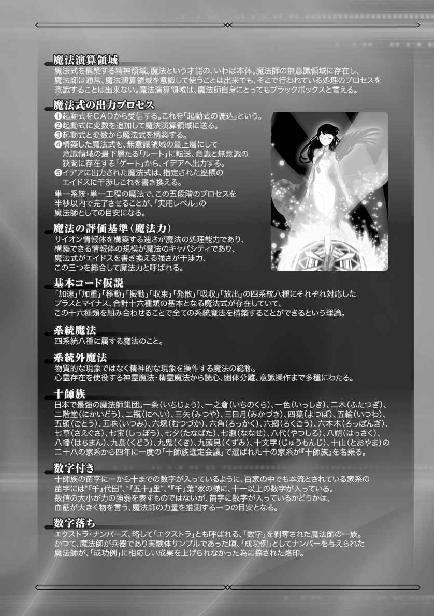 魔法演算領域
魔法式を構築する精神領域。魔法という才能の、いわば本体。魔法師の無意識領域に存在し、
魔法師は通常、魔法演算領域を意識して使うことは出来ても、そこで行われている処理のプロセスを
意識することは出来ない。魔法演算領域は、魔法師自身にとってもブラックボックスと言える。
魔法式の出力プロセス
❶起動式をCADから受信する。これを「起動式の読込」という。
❷起動式に変数を追加して魔法演算領域に送る。
❸起動式と変数から魔法式を構築する。
❹構築した魔法式を、無意識領域の最上層にして
意識領域の最下層たる「ルート」に転送、意識と無意識の
狭間に存在する「ゲート」から、イデアへ出力する。
❺イデアに出力された魔法式は、指定された座標の
エイドスに干渉しこれを書き換える。
単一系統・単一工程の魔法で、この五段階のプロセスを
半秒以内で完了させることが、「実用レベル」の
魔法師としての目安になる。
魔法の評価基準（魔法力）
サイオン情報体を構築する速さが魔法の処理能力であり、
構築できる情報体の規模が魔法のキャパシティであり、
魔法式がエイドスを書き換える強さが干渉力、
この三つを総合して魔法力と呼ばれる。
基本コード仮説
「加速」「加重」「移動」「振動」「収束」「発散」「吸収」「放出」の四系統八種にそれぞれ対応した
プラスとマイナス、合計十六種類の基本となる魔法式が存在していて、
この十六種類を組み合わせることで全ての系統魔法を構築することができるという理論。
系統魔法
四系統八種に属する魔法のこと。
系統外魔法
物質的な現象ではなく精神的な現象を操作する魔法の総称。
心霊存在を使役する神霊魔法・精霊魔法から読心、幽体分離、意識操作まで多種にわたる。
十師族
日本で最強の魔法師集団。一条（いちじょう）、一之倉（いちのくら）、一色（いっしき）、二木（ふたつぎ）、
二階堂（にかいどう）、二瓶（にへい）、三矢（みつや）、三日月（みかづき）、四葉（よつば）、五輪（いつわ）、
五頭（ごとう）、五味（いつみ）、六塚（むつづか）、六角（ろっかく）、六郷（ろくごう）、六本木（ろっぽんぎ）、
七草（さえぐさ）、七宝（しっぽう）、七夕（たなばた）、七瀬（ななせ）、八代（やつしろ）、八朔（はっさく）、
八幡（はちまん）、九島（くどう）、九鬼（くき）、九頭見（くずみ）、十文字（じゅうもんじ）、十山（とおやま）の
二十八の家系から四年に一度の「十師族選定会議」で選ばれた十の家系が「十師族」を名乗る。
数字付き
十師族の苗字に一から十までの数字が入っているように、百家の中でも本流とされている家系の
苗字には"『千』代田"、"『五十』里"、"『千』葉"家の様に、十一以上の数字が入っている。
数値の大小が力の強弱を表すものではないが、苗字に数字が入っているかどうかは、
血筋が大きく物を言う、魔法師の力量を推測する一つの目安となる。
数字落ち
エクストラ・ナンバーズ、略して「エクストラ」とも呼ばれる、「数字」を剥奪された魔法師の一族。
かつて、魔法師が兵器であり実験体サンプルであった頃、「成功例」としてナンバーを与えられた
魔法師が、「成功例」に相応しい成果を上げられなかった為に捺された烙印。